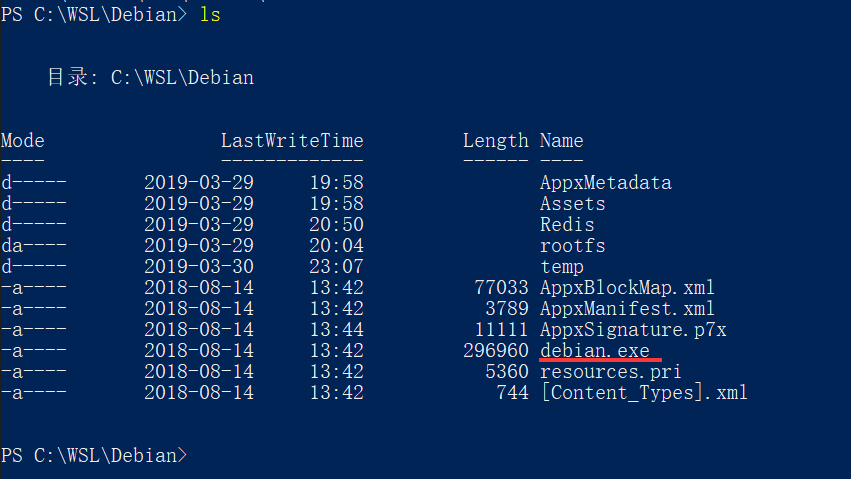 PS C:\WSL\Debian> ls
目录: C:\WSL\Debian
Mode LastWriteTime Length Name
---- ------------- ------ ----
d----- 2019-03-29 19:58 AppxMetadata
d----- 2019-03-29 19:58 Assets
d----- 2019-03-29 20:50 Redis
da---- 2019-03-29 20:04 rootfs
d----- 2019-03-30 23:07 temp
-a---- 2018-08-14 13:42 77033 AppxBlockMap.xml
-a---- 2018-08-14 13:42 3789 AppxManifest.xml
-a---- 2018-08-14 13:44 11111 AppxSignature.p7x
-a---- 2018-08-14 13:42 296960 debian.exe
-a---- 2018-08-14 13:42 5360 resources.pri
-a---- 2018-08-14 13:42 744 [Content_Types].xml
PS C:\WSL\Debian>